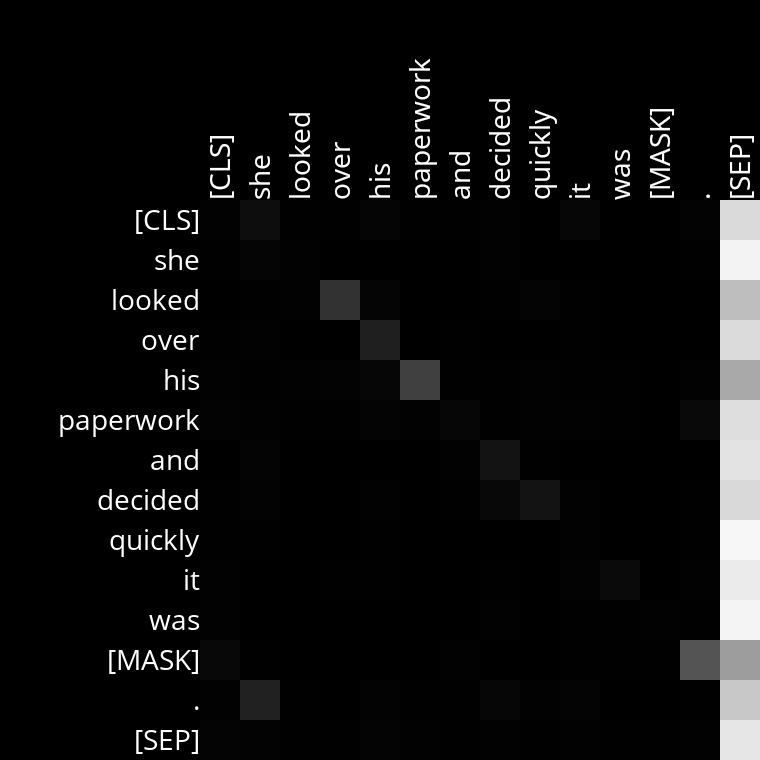 [CLS]
she
looked
over
his
paperwork
and
decided
quickly
it
was
[MASK]
.
[SEP]
[CLS]
she
looked
over
his
paperwork
and
decided
quickly
it
was
[MASK]
.
[SEP]